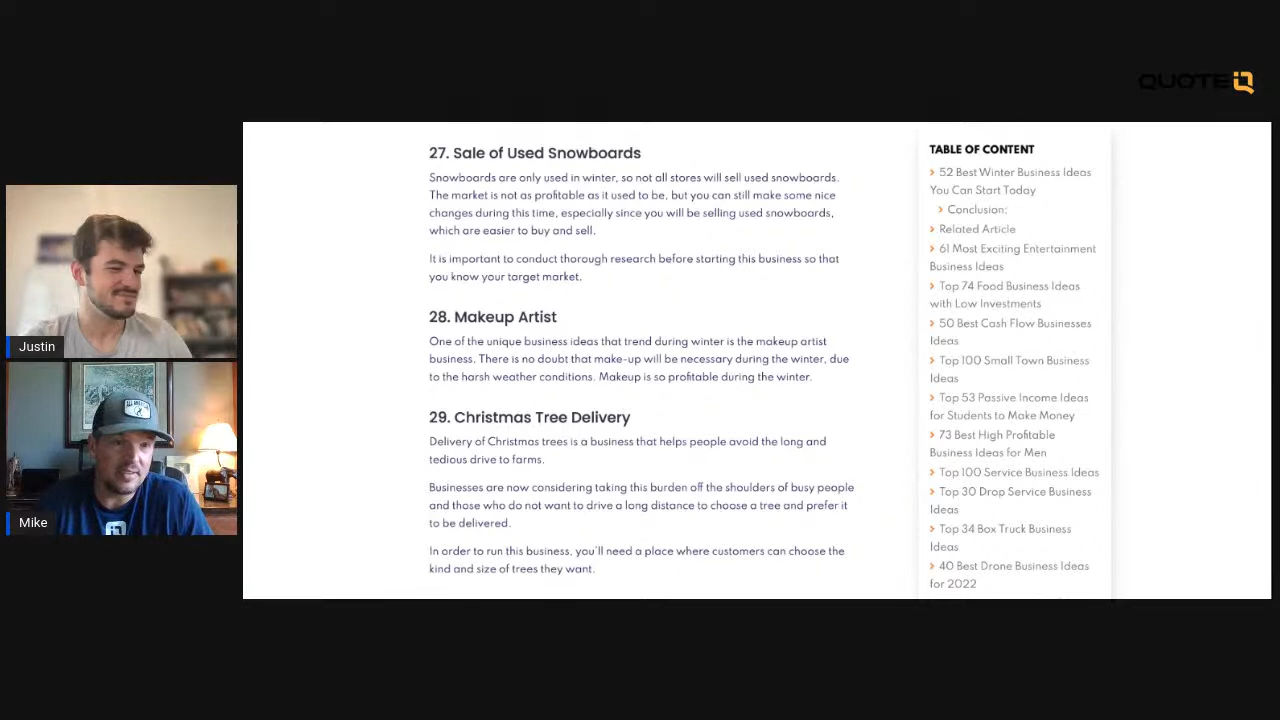 QUOTE IQ
27. Sale of Used Snowboards
Snowboards are only used in winter, so not all stores will sell used snowboards.
The market is not as profitable as it used to be, but you can still make some nice
changes during this time, especially since you will be selling used snowboards,
which are easier to buy and sell.
It is important to conduct thorough research before starting this business so that
you know your target market.
28. Makeup Artist
One of the unique business ideas that trend during winter is the makeup artist
business. There is no doubt that make-up will be necessary during the winter, due
to the harsh weather conditions. Makeup is so profitable during the winter.
29. Christmas Tree Delivery
Delivery of Christmas trees is a business that helps people avoid the long and
tedious drive to farms.
Businesses are now considering taking this burden off the shoulders of busy people
and those who do not want to drive a long distance to choose a tree and prefer it
to be delivered.
In order to run this business, you'll need a place where customers can choose the
kind and size of trees they want.
TABLE OF CONTENT
52 Best Winter Business Ideas
You Can Start Today
Conclusion:
Related Article
61 Most Exciting Entertainment
Business Ideas
Top 74 Food Business Ideas
with Low Investments
50 Best Cash Flow Businesses
Ideas
Top 100 Small Town Business
Ideas
Top 53 Passive Income Ideas
for Students to Make Money
73 Best High Profitable
Business Ideas for Men
Top 100 Service Business Ideas
Top 30 Drop Service Business
Ideas
Top 34 Box Truck Business
Ideas
40 Best Drone Business Ideas
for 2022
Justin
Mike